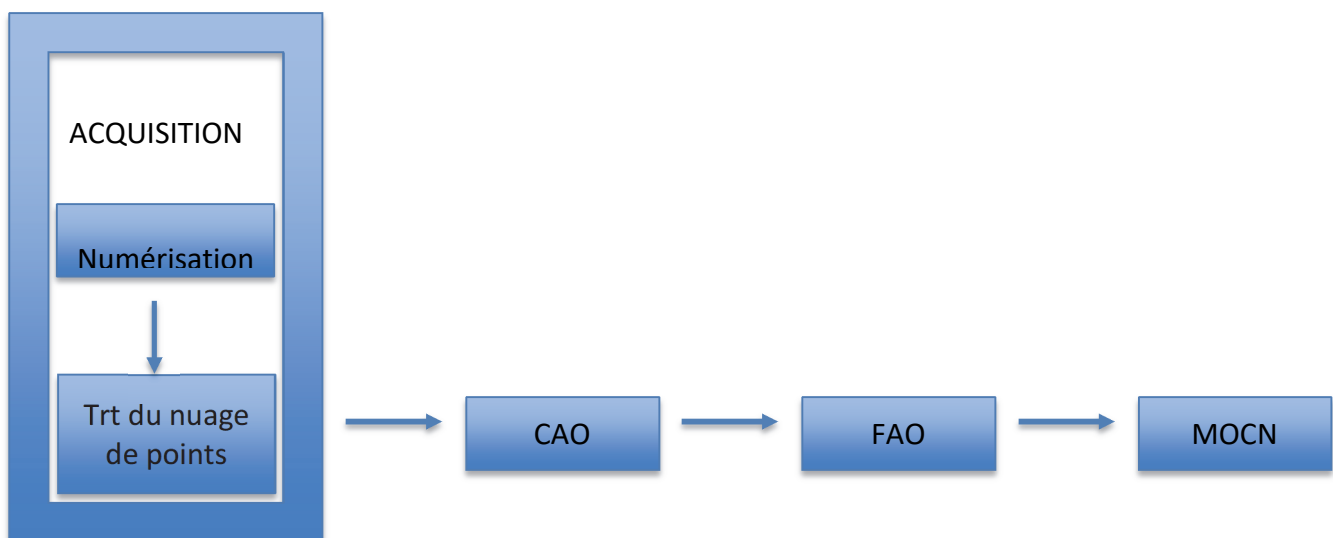 ACQUISITION
Numérisation
Trt du nuage
de points
CAO
FAO
MOCN